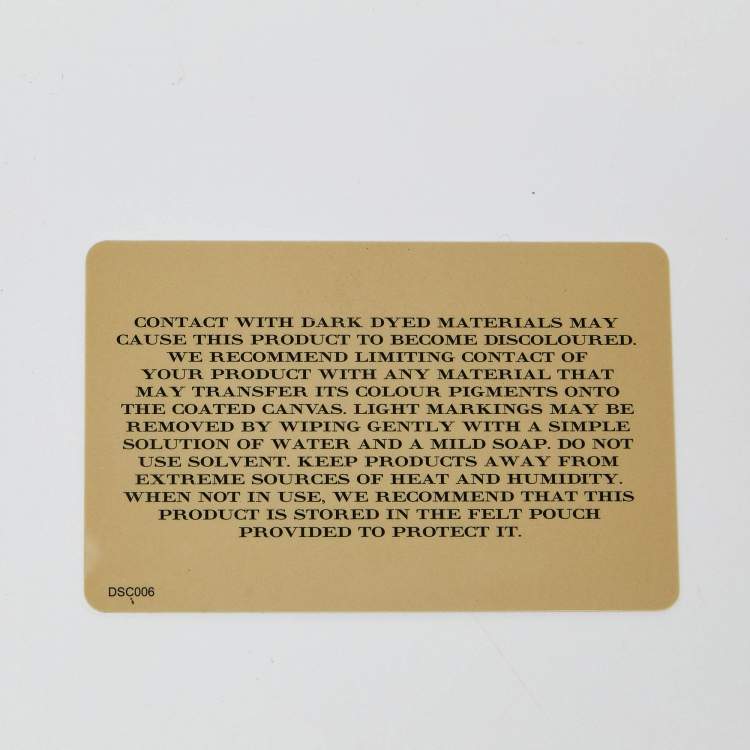 CONTACT WITH DARK DYED MATERIALS MAY
CAUSE THIS PRODUCT TO BECOME DISCOLOURED.
WE RECOMMEND LIMITING CONTACT OF
YOUR PRODUCT WITH ANY MATERIAL THAT
MAY TRANSFER ITS COLOUR PIGMENTS ONTO
THE COATED CANVAS. LIGHT MARKINGS MAY BE
REMOVED BY WIPING GENTLY WITH A SIMPLE
SOLUTION OF WATER AND A MILD SOAP. DO NOT
USE SOLVENT. KEEP PRODUCTS AWAY FROM
EXTREME SOURCES OF HEAT AND HUMIDITY.
WHEN NOT IN USE, WE RECOMMEND THAT THIS
PRODUCT IS STORED IN THE FELT POUCH
PROVIDED TO PROTECT IT.
DSC006